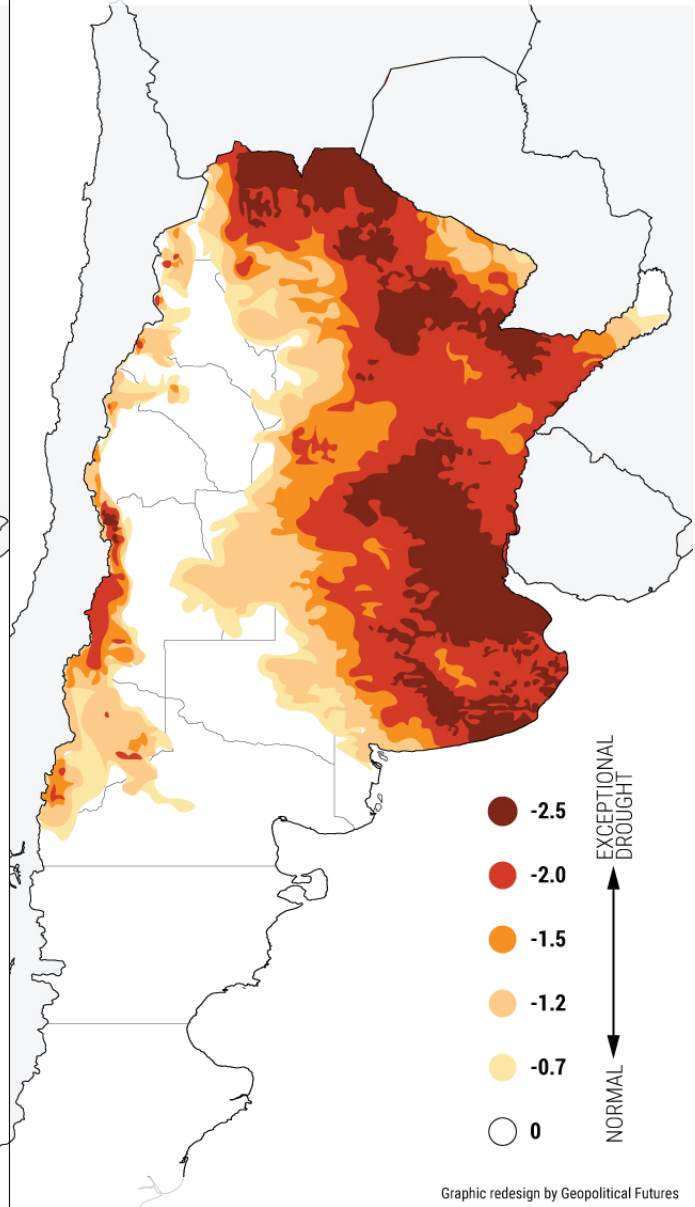 -2.5
-2.0
-1.5
-1.2
-0.7
0
EXCEPTIONAL
DROUGHT
NORMAL
Graphic redesign by Geopolitical Futures